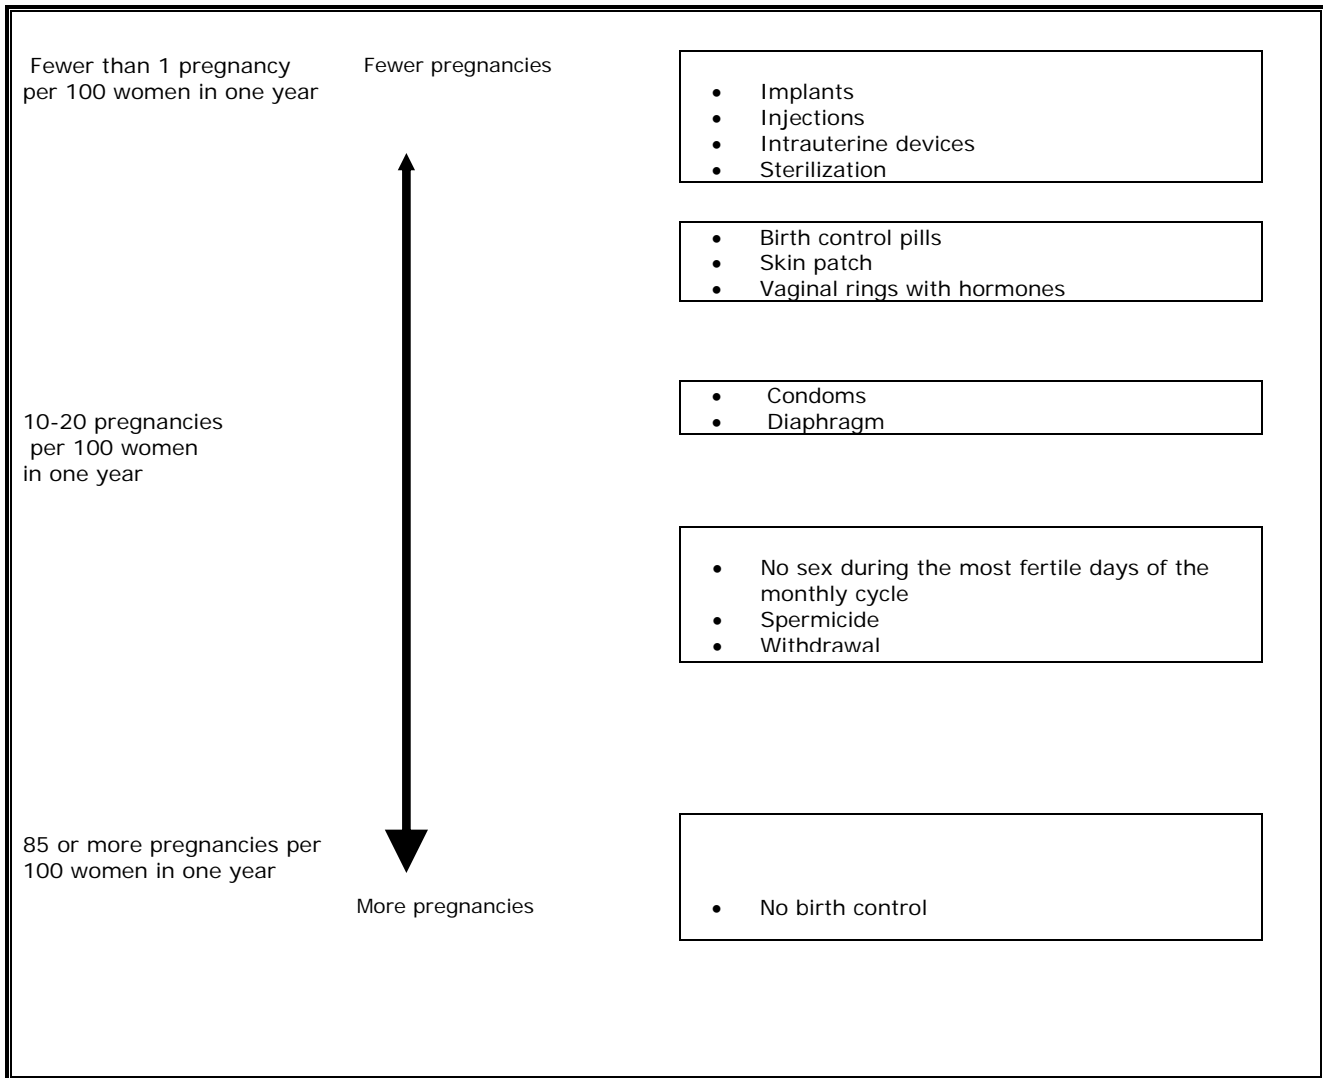 Fewer than 1 pregnancy
per 100 women in one year
Fewer pregnancies
• Implants
• Injections
• Intrauterine devices
• Sterilization
• Birth control pills
• Skin patch
• Vaginal rings with hormones
10-20 pregnancies
per 100 women
in one year
• Condoms
• Diaphragm
• No sex during the most fertile days of the
monthly cycle
• Spermicide
• Withdrawal
85 or more pregnancies per
100 women in one year
More pregnancies
• No birth control